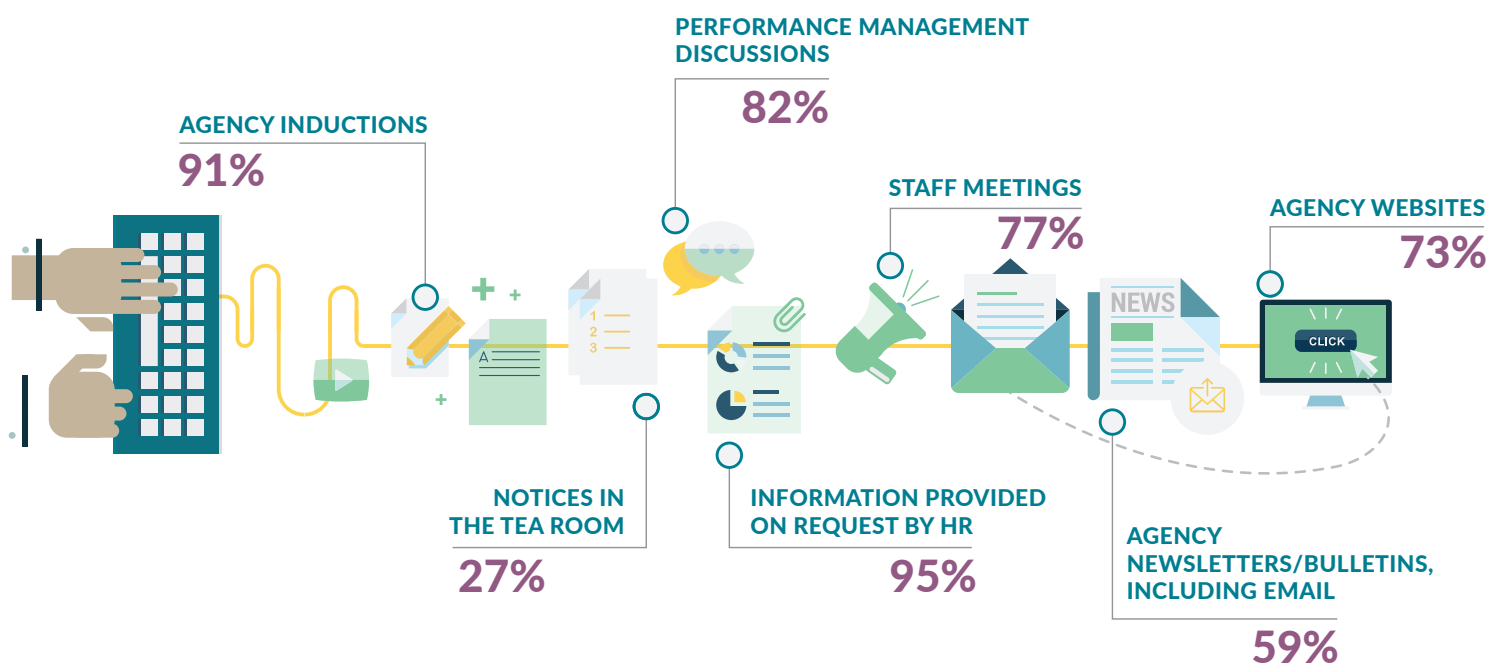 PERFORMANCE MANAGEMENT
DISCUSSIONS
82%
AGENCY INDUCTIONS
91%
STAFF MEETINGS
77%
AGENCY WEBSITES
73%
NEWS
1
2
3
A
CLICK
NOTICES IN
THE TEA ROOM
27%
INFORMATION PROVIDED
ON REQUEST BY HR
95%
AGENCY
NEWSLETTERS/BULLETINS,
INCLUDING EMAIL
59%